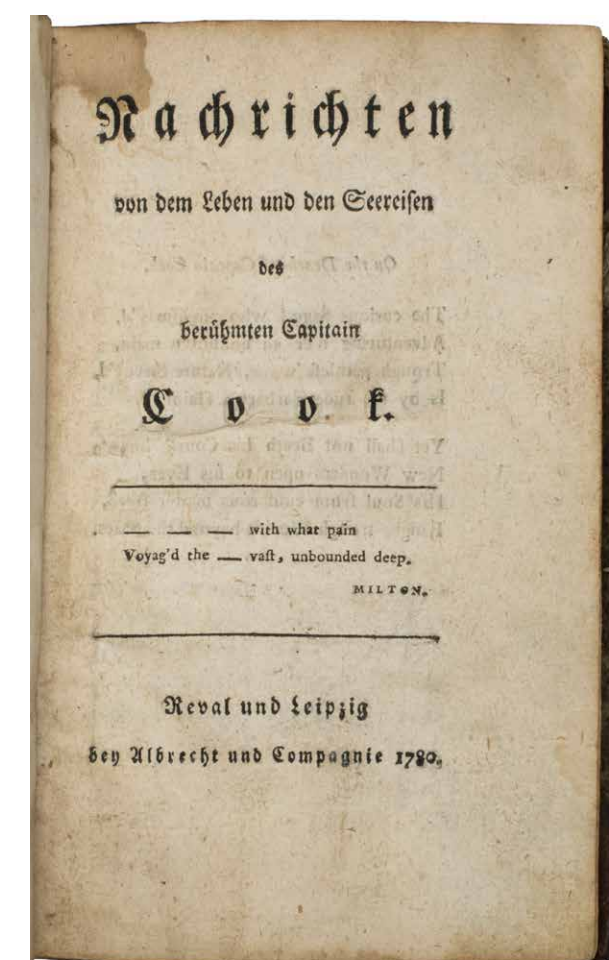 Nachrichten
von dem Leben und den Seereisen
des
berühmten Capitain
Cook.
— — — with what pain
Voyag'd the — vast, unbounded deep.
MILTON.
Reval und Leipzig
bey Albrecht und Compagnie 1780.